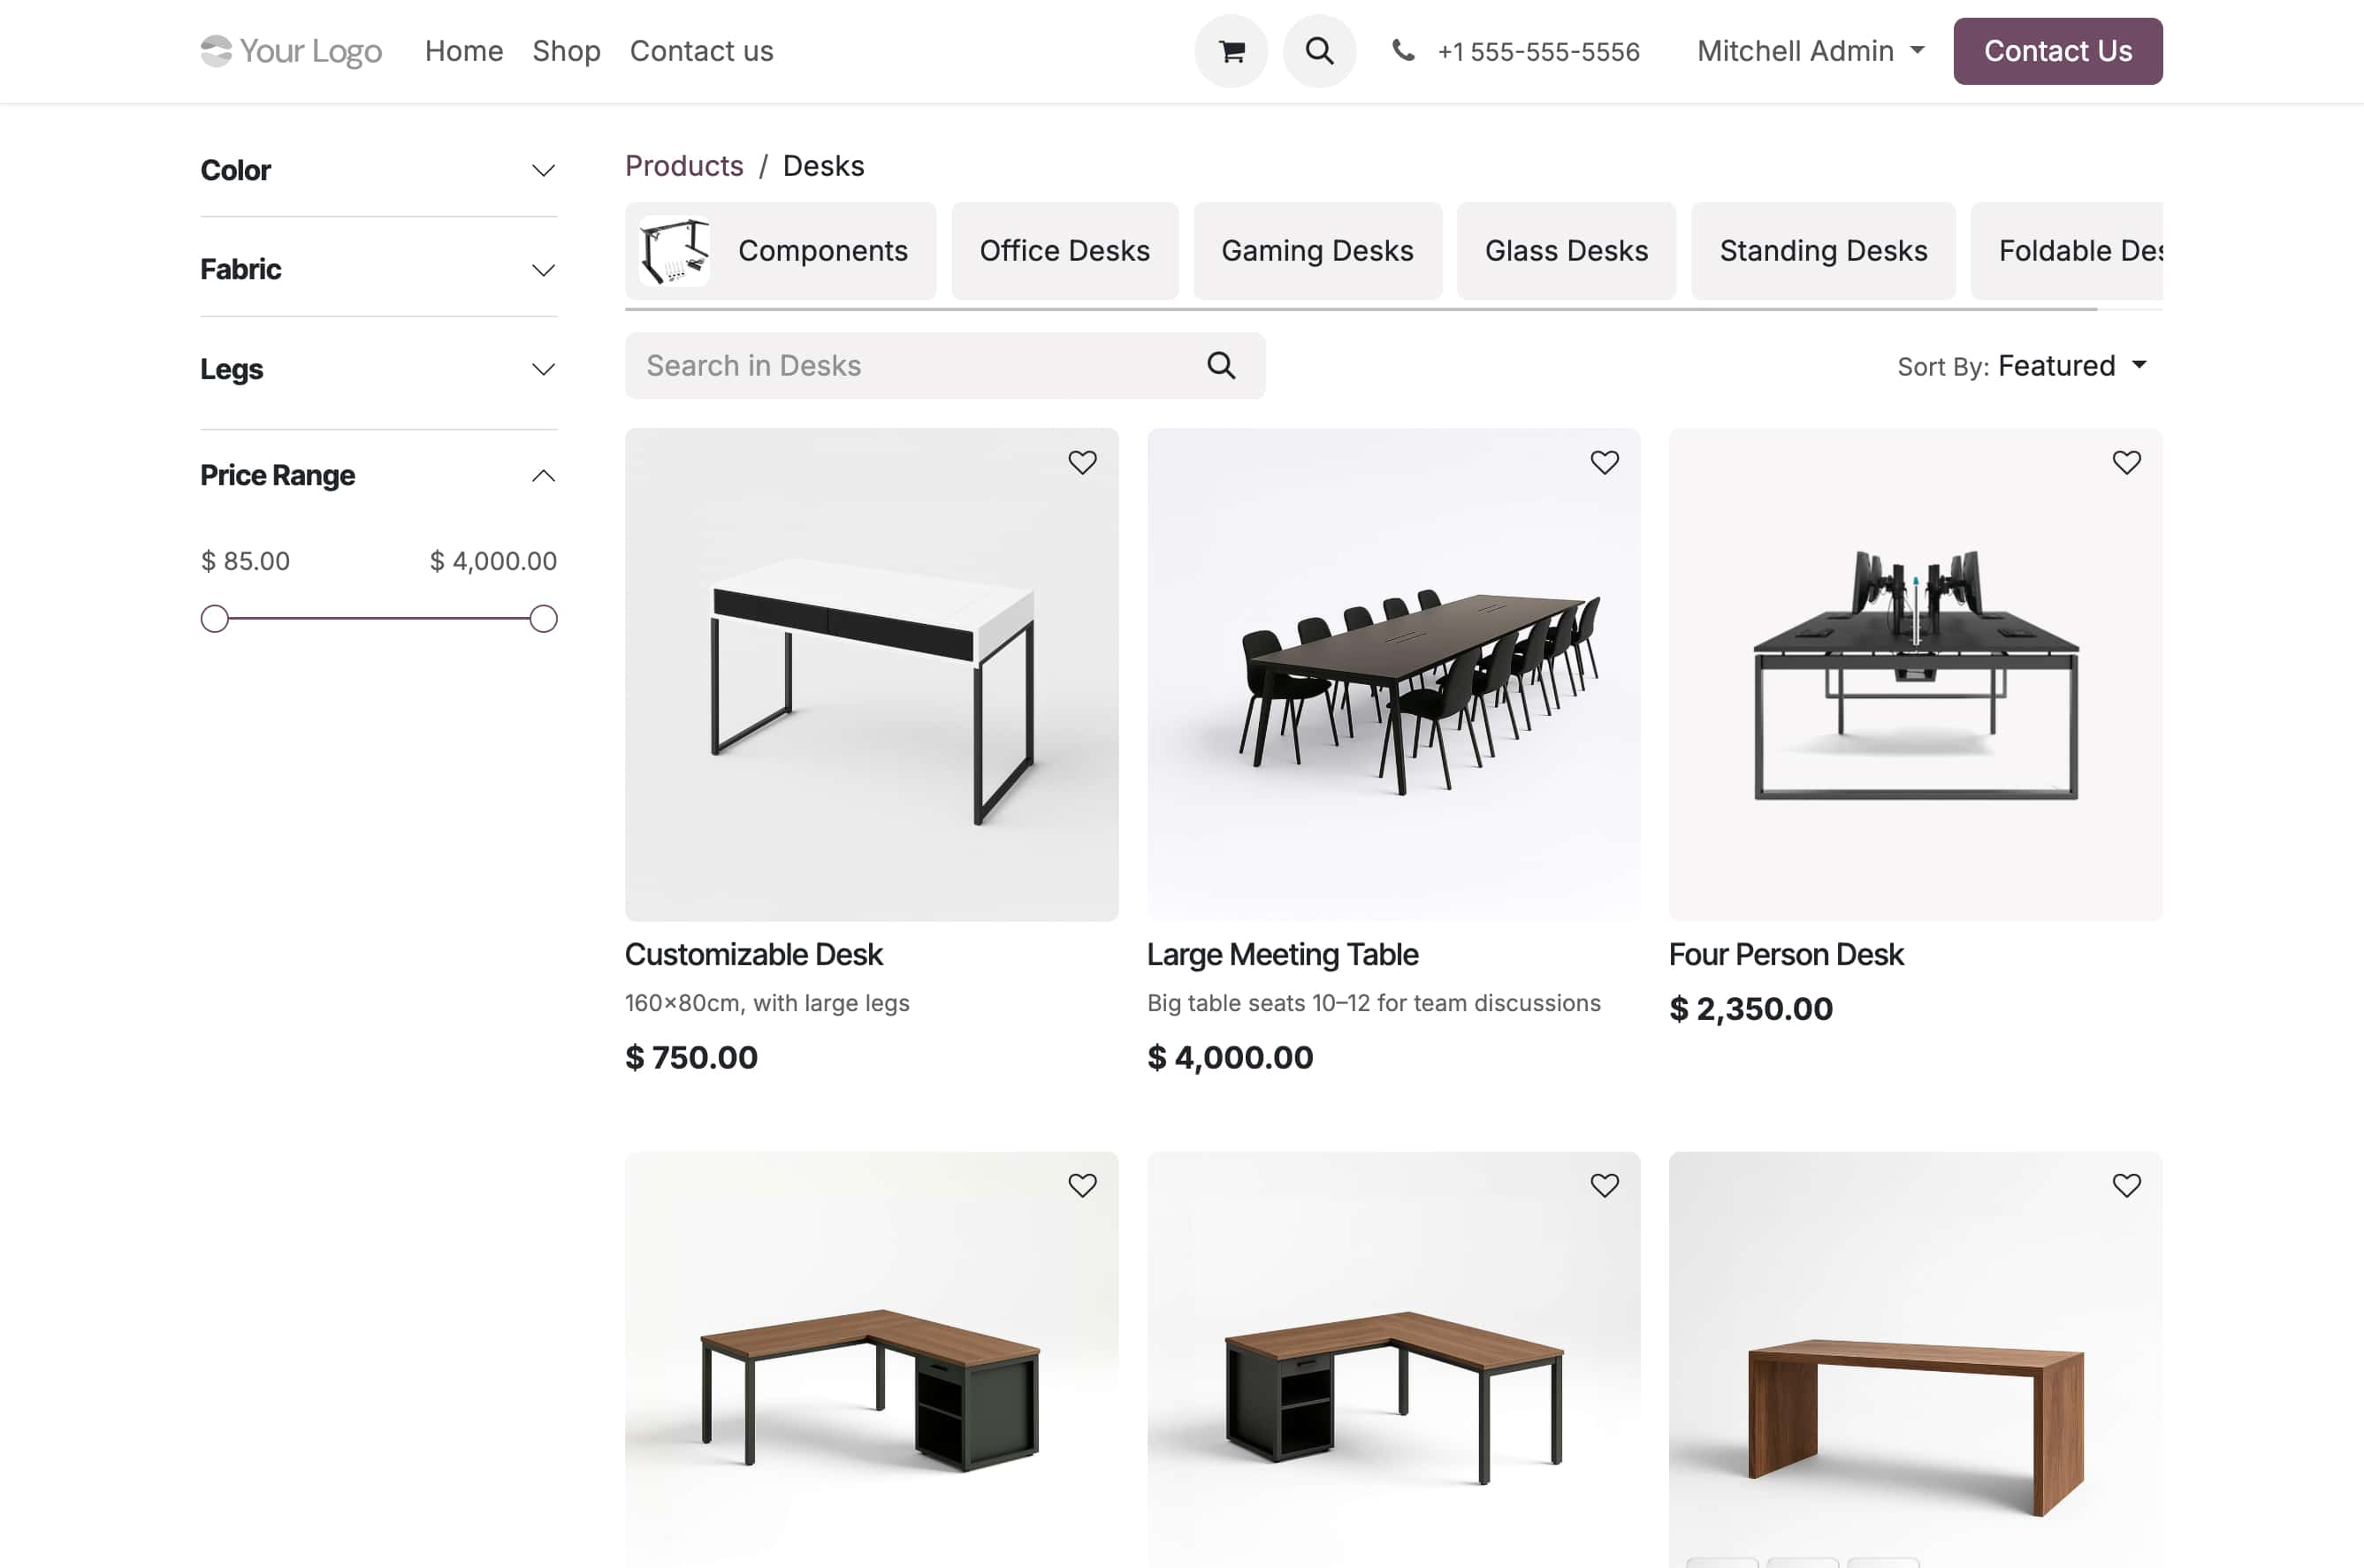 Your Logo Home Shop Contact us +1 555-555-5556 Mitchell Admin Contact Us
Color
Fabric
Legs
Price Range
$ 85.00 $ 4,000.00
Products / Desks
Components Office Desks Gaming Desks Glass Desks Standing Desks Foldable Des
Search in Desks
Sort By: Featured
Customizable Desk
160×80cm, with large legs
$ 750.00
Large Meeting Table
Big table seats 10–12 for team discussions
$ 4,000.00
Four Person Desk
$ 2,350.00